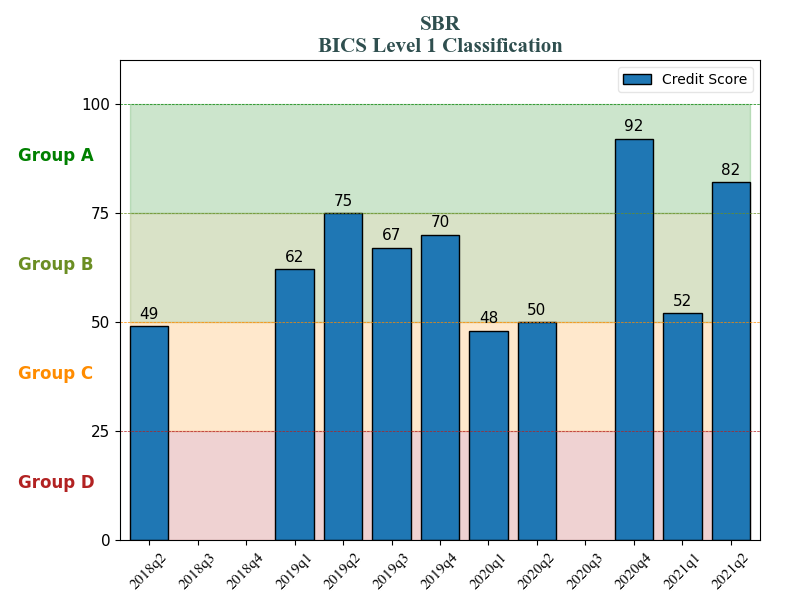 SBR
BICS Level 1 Classification
Credit Score
100
Group A
75
Group B
50
Group C
25
Group D
0
49
62
75
67
70
48
50
92
52
82
2018q2
2018q3
2018q4
2019q1
2019q2
2019q3
2019q4
2020q1
2020q2
2020q3
2020q4
2021q1
2021q2